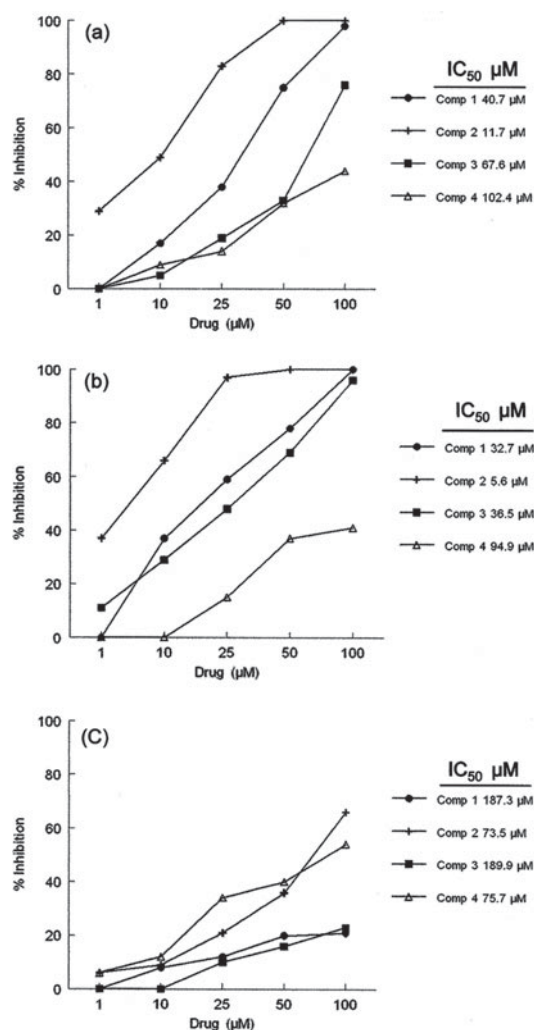 (a)
IC50 µM
Comp 1 40.7 µM
Comp 2 11.7 µM
Comp 3 67.6 µM
Comp 4 102.4 µM
% Inhibition
100
80
60
40
20
0
1 10 25 50 100
Drug (µM)
(b)
IC50 µM
Comp 1 32.7 µM
Comp 2 5.6 µM
Comp 3 36.5 µM
Comp 4 94.9 µM
% Inhibition
100
80
60
40
20
0
1 10 25 50 100
Drug (µM)
(C)
IC50 µM
Comp 1 187.3 µM
Comp 2 73.5 µM
Comp 3 189.9 µM
Comp 4 75.7 µM
% Inhibition
100
80
60
40
20
0
1 10 25 50 100
Drug (µM)